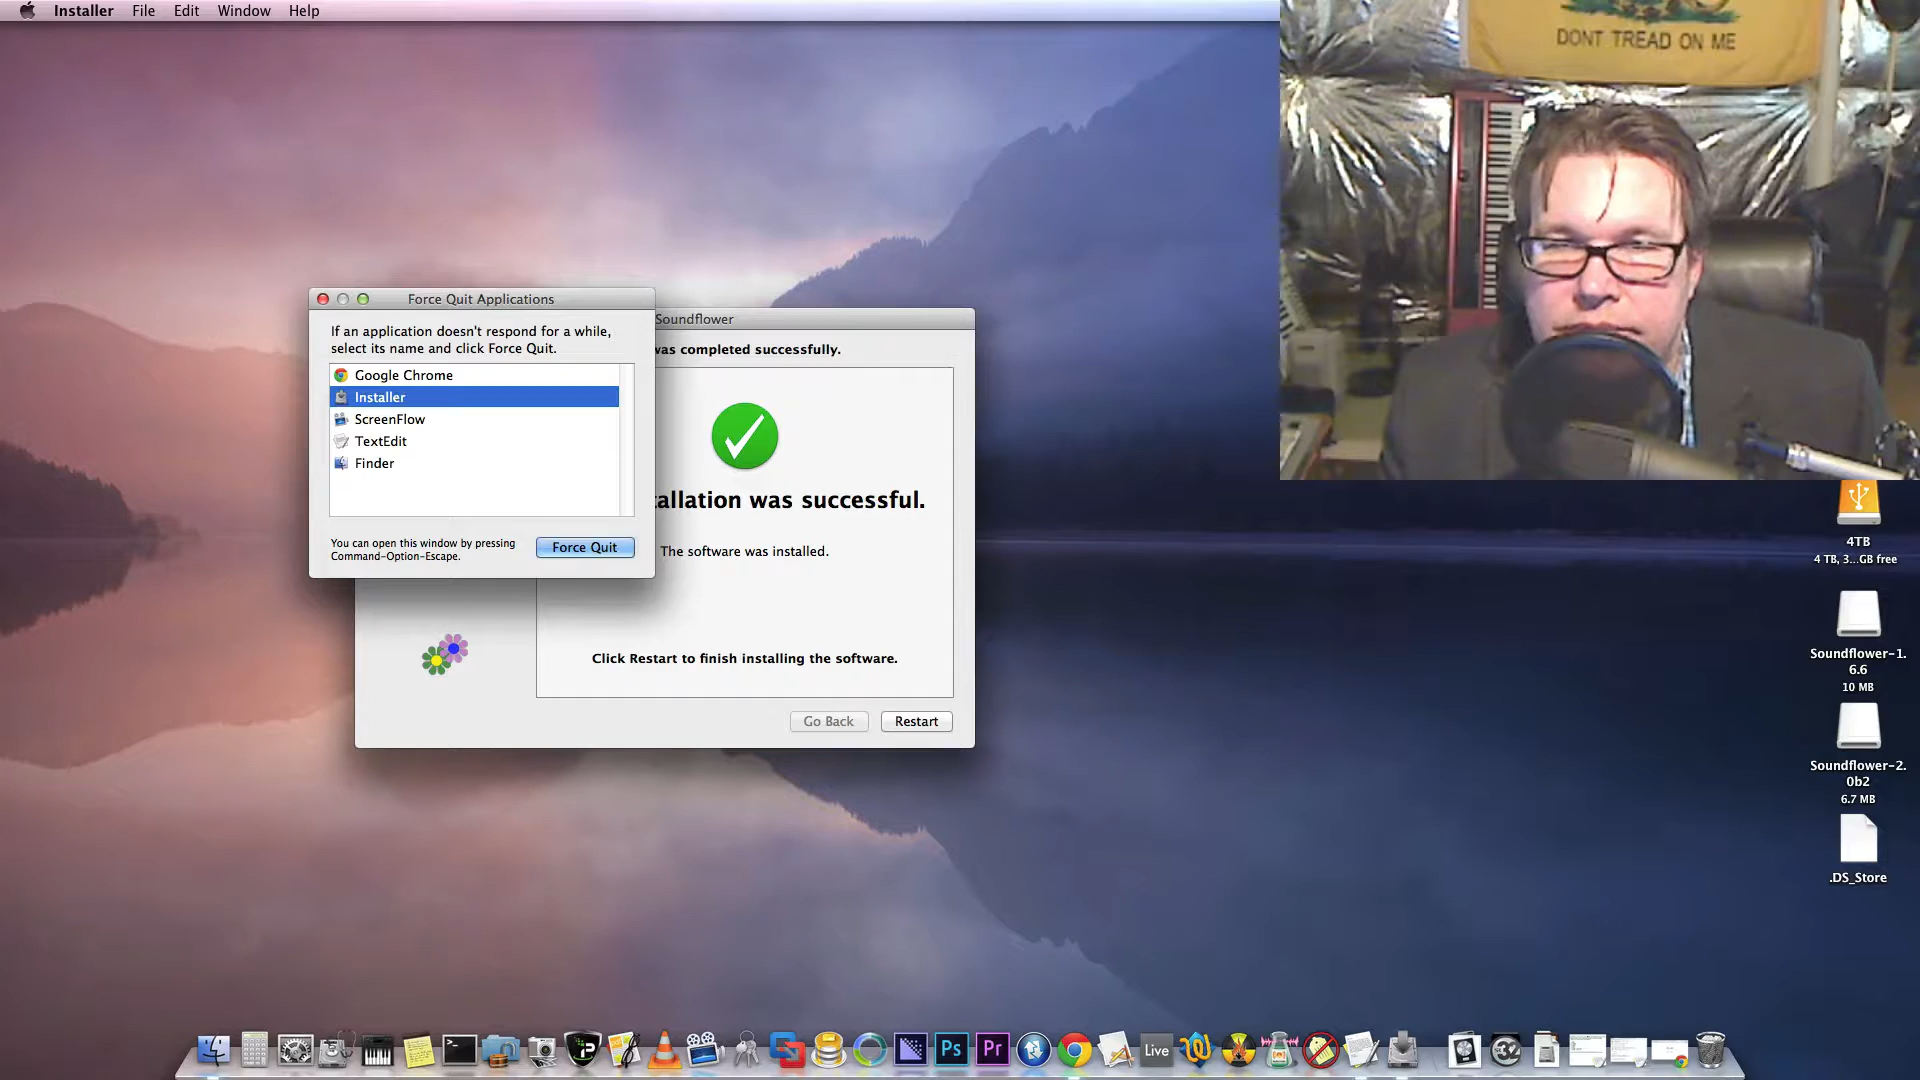 Installer File Edit Window Help
DONT TREAD ON ME
Force Quit Applications
If an application doesn't respond for a while,
select its name and click Force Quit.
Google Chrome
Installer
ScreenFlow
TextEdit
Finder
You can open this window by pressing
Command-Option-Escape.
Force Quit
Soundflower
was completed successfully.
allation was successful.
The software was installed.
Click Restart to finish installing the software.
Go Back
Restart
4TB
4 TB, 3...GB free
Soundflower-1.
6.6
10 MB
Soundflower-2.
0b2
6.7 MB
.DS_Store
Ps
Pr
Live
32